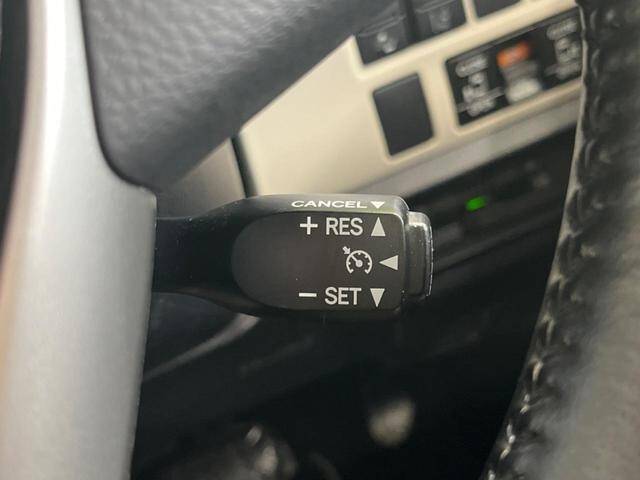 CANCEL ▼
+ RES ▲
◀
− SET ▼